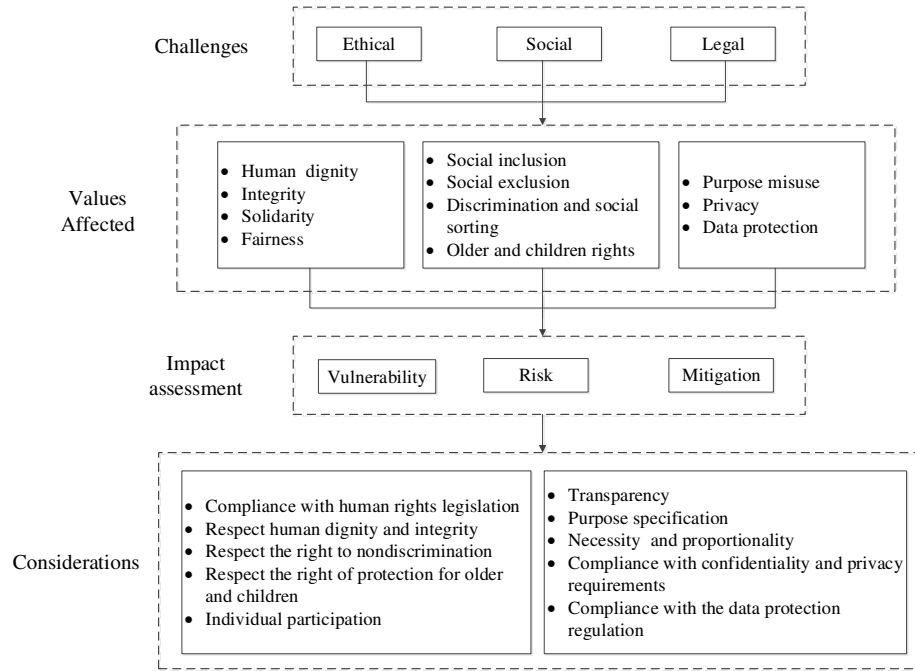 Challenges
Ethical
Social
Legal
Values
Affected
• Human dignity
• Integrity
• Solidarity
• Fairness
• Social inclusion
• Social exclusion
• Discrimination and social
sorting
• Older and children rights
• Purpose misuse
• Privacy
• Data protection
Impact
assessment
Vulnerability
Risk
Mitigation
Considerations
• Compliance with human rights legislation
• Respect human dignity and integrity
• Respect the right to nondiscrimination
• Respect the right of protection for older
and children
• Individual participation
• Transparency
• Purpose specification
• Necessity and proportionality
• Compliance with confidentiality and privacy
requirements
• Compliance with the data protection
regulation